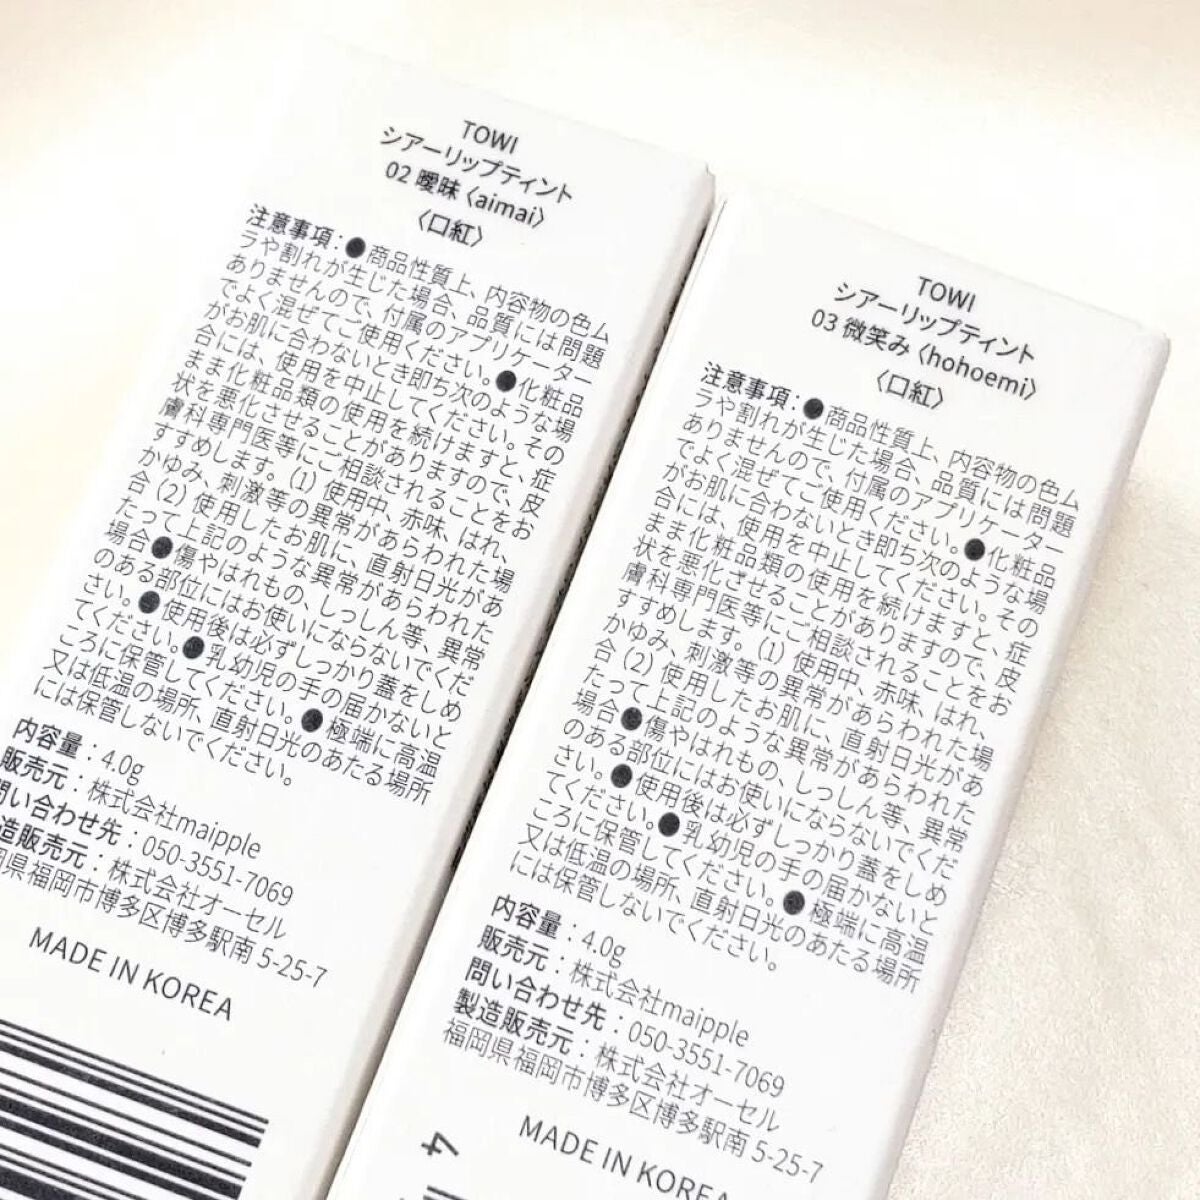 TOWI
シアーリップティント
02 曖昧〈aimai〉
〈口紅〉
注意事項：●商品性質上、内容物の色ム
ラや割れが生じた場合、品質には問題
ありませんので、付属のアプリケーター
でよく混ぜてご使用ください。●化粧品
がお肌に合わないとき即ち次のような場
合には、使用を中止してください。その
まま化粧品類の使用を続けますと、症
状を悪化させることがありますので、皮
膚科専門医等にご相談されることをお
すすめします。(1) 使用中、赤味、はれ、
かゆみ、刺激等の異常があらわれた場
合 (2) 使用したお肌に、直射日光があ
たって上記のような異常があらわれた
場合●傷やはれもの、しっしん等、異常
のある部位にはお使いにならないでくだ
さい。●使用後は必ずしっかり蓋をしめ
てください。●乳幼児の手の届かないと
ころに保管してください。●極端に高温
又は低温の場所、直射日光のあたる場所
には保管しないでください。
内容量：4.0g
販売元：株式会社maipple
問い合わせ先：050-3551-7069
造販売元：株式会社オーセル
岡県福岡市博多区博多駅南 5-25-7
MADE IN KOREA
TOWI
シアーリップティント
03 微笑み〈hohoemi〉
〈口紅〉
注意事項：●商品性質上、内容物の色ム
ラや割れが生じた場合、品質には問題
ありませんので、付属のアプリケーター
でよく混ぜてご使用ください。●化粧品
がお肌に合わないとき即ち次のような場
合には、使用を中止してください。その
まま化粧品類の使用を続けますと、症
状を悪化させることがありますので、皮
膚科専門医等にご相談されることをお
すすめします。(1) 使用中、赤味、はれ、
かゆみ、刺激等の異常があらわれた場
合 (2) 使用したお肌に、直射日光があ
たって上記のような異常があらわれた
場合●傷やはれもの、しっしん等、異常
のある部位にはお使いにならないでくだ
さい。●使用後は必ずしっかり蓋をしめ
てください。●乳幼児の手の届かないと
ころに保管してください。●極端に高温
又は低温の場所、直射日光のあたる場所
には保管しないでください。
内容量：4.0g
販売元：株式会社maipple
問い合わせ先：050-3551-7069
製造販売元：株式会社オーセル
福岡県福岡市博多区博多駅南 5-25-7
MADE IN KOREA
4